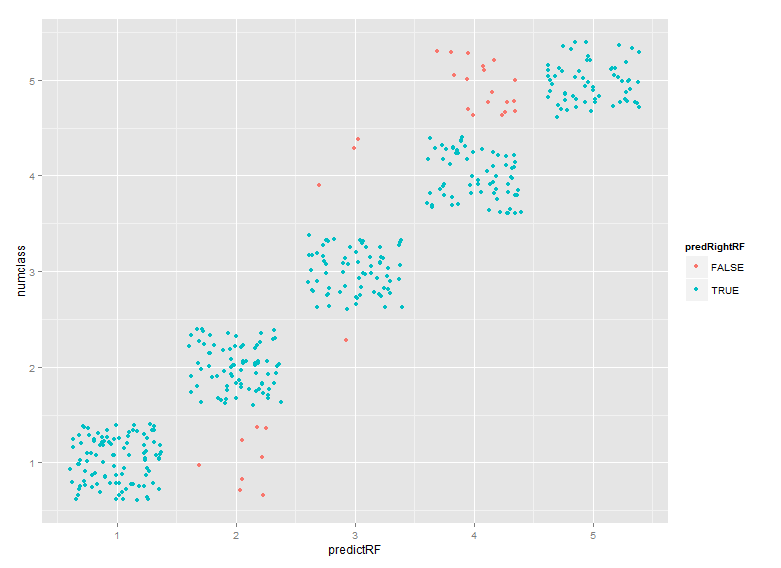 5
4
3
2
1
numclass
1 2 3 4 5
predictRF
predRightRF
FALSE
TRUE